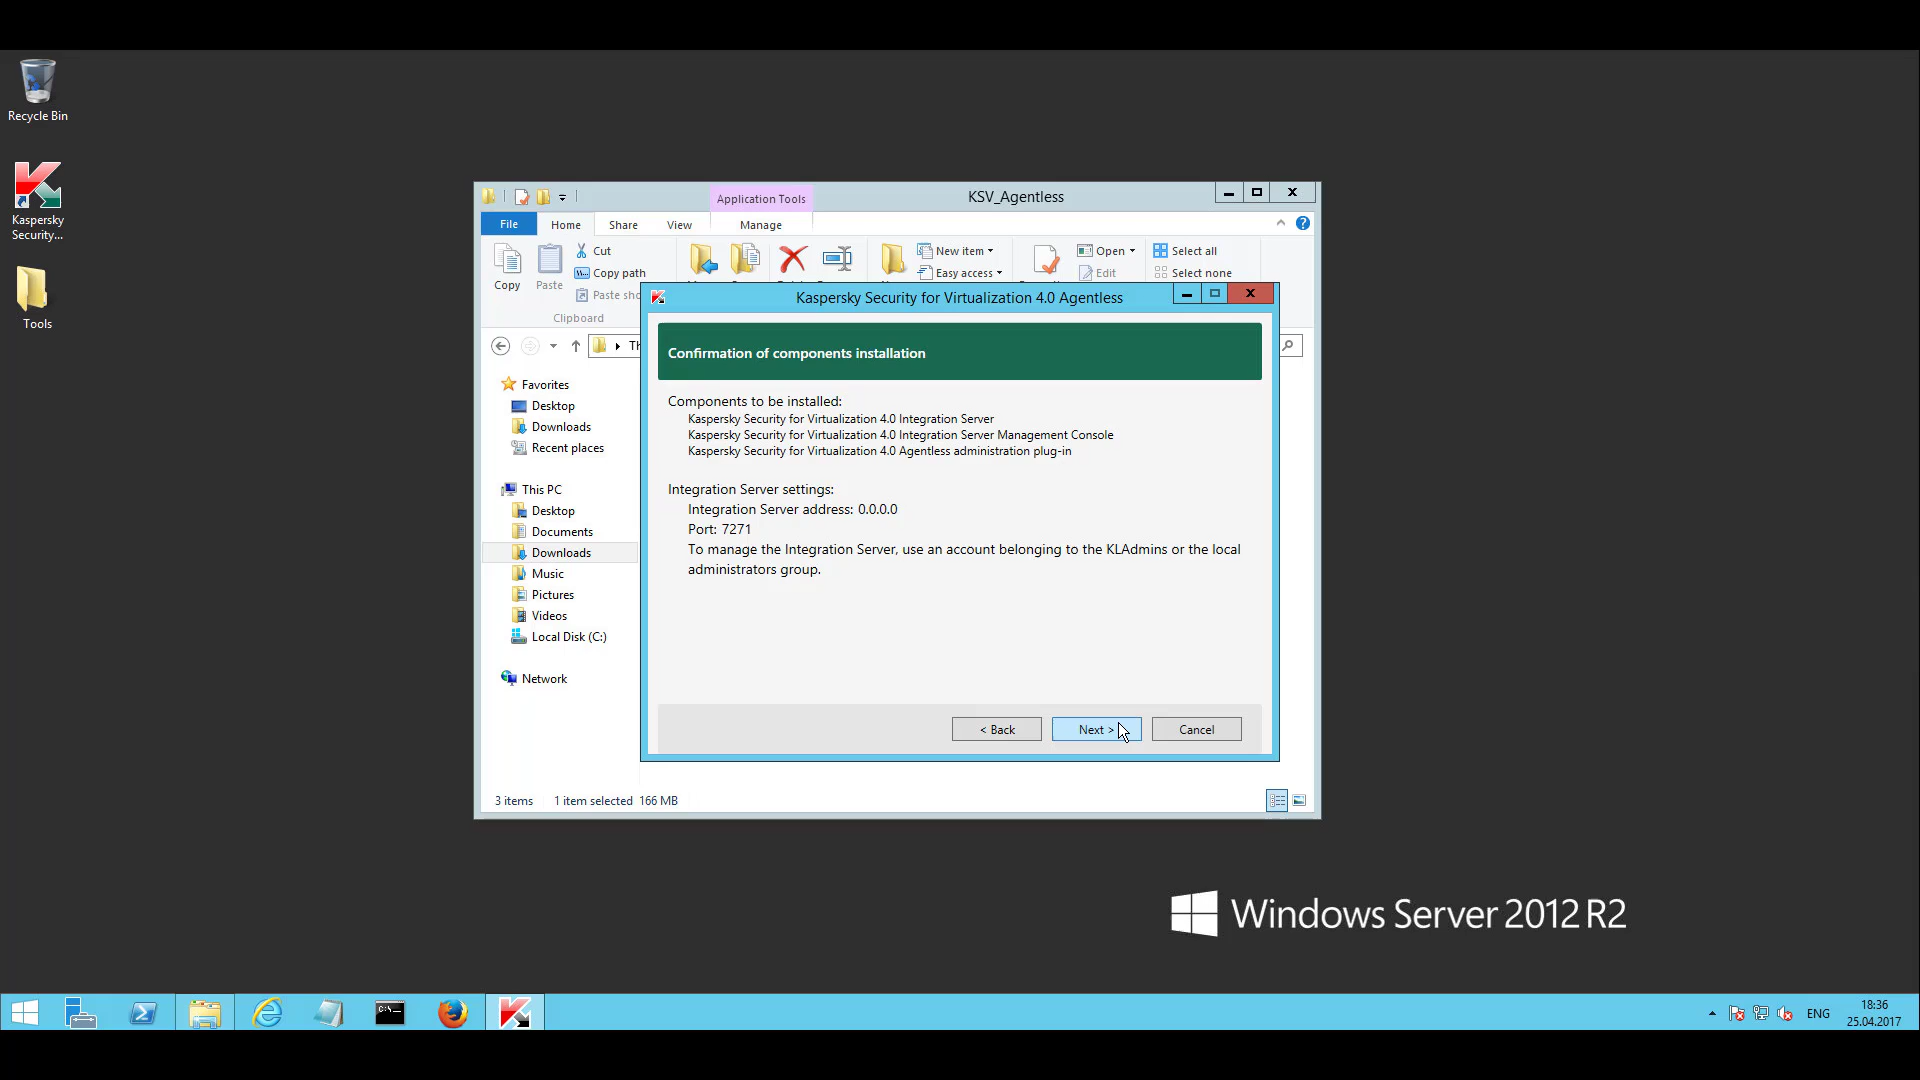 Recycle Bin
Kaspersky
Security...
Tools
Application Tools
KSV_Agentless
File
Home
Share
View
Manage
Copy
Paste
Cut
Copy path
Paste sho
Clipboard
New item
Easy access
Open
Edit
Select all
Select none
Th
Favorites
Desktop
Downloads
Recent places
This PC
Desktop
Documents
Downloads
Music
Pictures
Videos
Local Disk (C:)
Network
3 items 1 item selected 166 MB
Kaspersky Security for Virtualization 4.0 Agentless
Confirmation of components installation
Components to be installed:
Kaspersky Security for Virtualization 4.0 Integration Server
Kaspersky Security for Virtualization 4.0 Integration Server Management Console
Kaspersky Security for Virtualization 4.0 Agentless administration plug-in
Integration Server settings:
Integration Server address: 0.0.0.0
Port: 7271
To manage the Integration Server, use an account belonging to the KLAdmins or the local
administrators group.
< Back
Next >
Cancel
Windows Server 2012 R2
ENG
18:36
25.04.2017